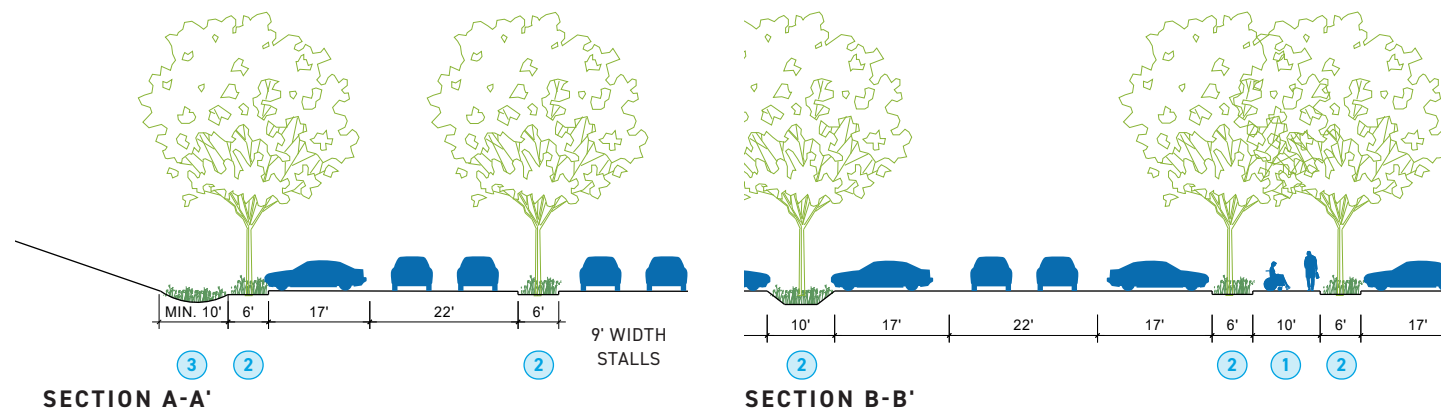 MIN. 10' 6' 17' 22' 6'
9' WIDTH
STALLS
3 2 2
SECTION A-A'
10' 17' 22' 17' 6' 10' 6' 17'
2 2 1 2
SECTION B-B'